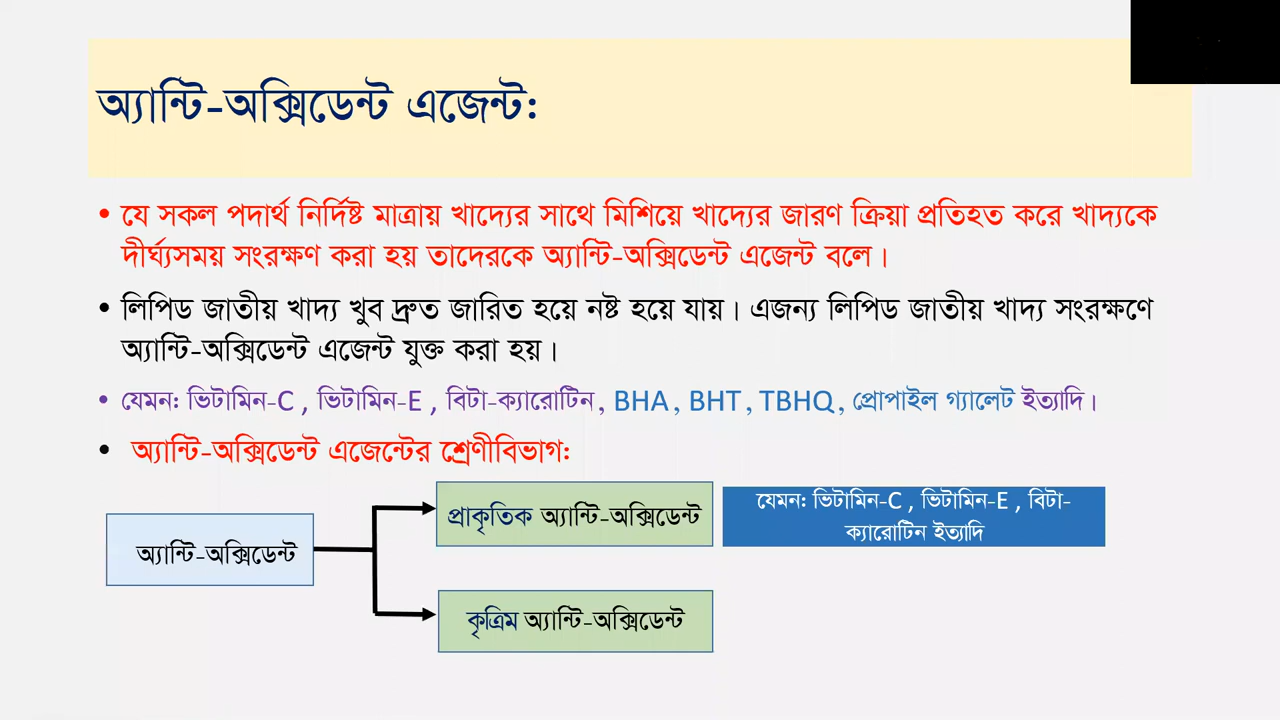 অ্যান্টি-অক্সিডেন্ট এজেন্ট:
• যে সকল পদার্থ নির্দিষ্ট মাত্রায় খাদ্যের সাথে মিশিয়ে খাদ্যের জারণ ক্রিয়া প্রতিহত করে খাদ্যকে
দীর্ঘ্যসময় সংরক্ষণ করা হয় তাদেরকে অ্যান্টি-অক্সিডেন্ট এজেন্ট বলে।
• লিপিড জাতীয় খাদ্য খুব দ্রুত জারিত হয়ে নষ্ট হয়ে যায়। এজন্য লিপিড জাতীয় খাদ্য সংরক্ষণে
অ্যান্টি-অক্সিডেন্ট এজেন্ট যুক্ত করা হয়।
• যেমন: ভিটামিন-C , ভিটামিন-E , বিটা-ক্যারোটিন, BHA, BHT, TBHQ, প্রোপাইল গ্যালেট ইত্যাদি।
• অ্যান্টি-অক্সিডেন্ট এজেন্টের শ্রেণীবিভাগ:
প্রাকৃতিক অ্যান্টি-অক্সিডেন্ট
যেমন: ভিটামিন-C , ভিটামিন-E , বিটা-
ক্যারোটিন ইত্যাদি
অ্যান্টি-অক্সিডেন্ট
কৃত্রিম অ্যান্টি-অক্সিডেন্ট